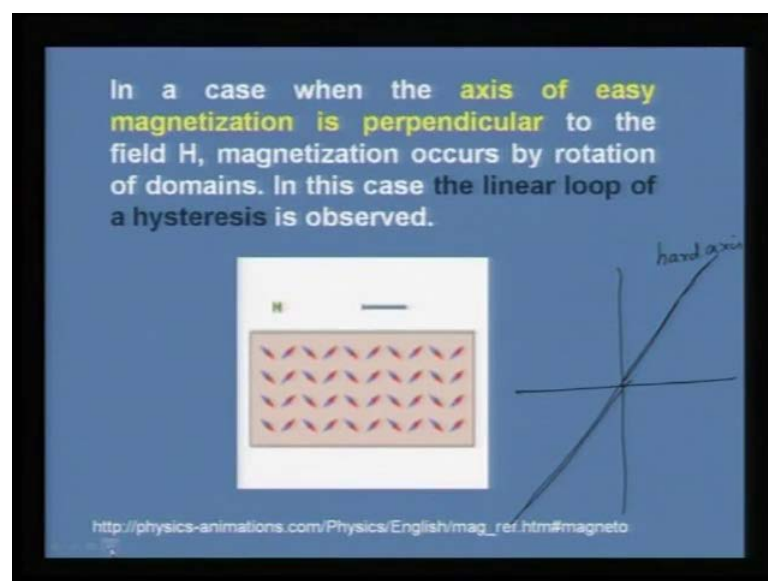 In a case when the axis of easy
magnetization is perpendicular to the
field H, magnetization occurs by rotation
of domains. In this case the linear loop of
a hysteresis is observed.
hard axis
H
http://physics-animations.com/Physics/English/mag_rer.htm#magneto